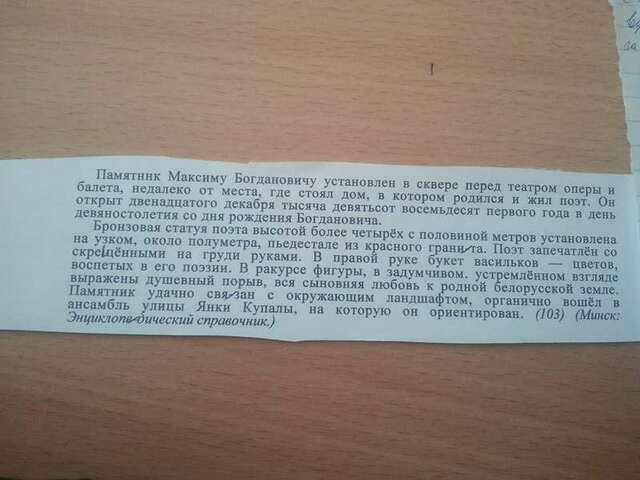 Памятник Максиму Богдановичу установлен в сквере перед театром оперы и
балета, недалеко от места, где стоял дом, в котором родился и жил поэт. Он
открыт двенадцатого декабря тысяча девятьсот восемьдесят первого года в день
девяностолетия со дня рождения Богдановича.
Бронзовая статуя поэта высотой более четырёх с половиной метров установлена
на узком, около полуметра, пьедестале из красного гранита. Поэт запечатлён со
скрещёнными на груди руками. В правой руке букет васильков — цветов,
воспетых в его поэзии. В ракурсе фигуры, в задумчивом. устремлённом взгляде
выражены душевный порыв, вся сыновняя любовь к родной белорусской земле.
Памятник удачно связан с окружающим ландшафтом, органично вошёл в
ансамбль улицы Янки Купалы, на которую он ориентирован. (103) (Минск:
Энциклопедический справочник.)